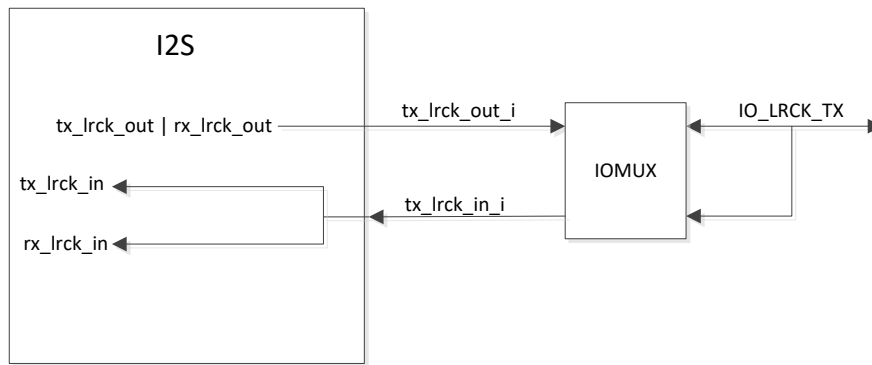 I2S
tx_lrck_out | rx_lrck_out
tx_lrck_out_i
IO_LRCK_TX
IOMUX
tx_lrck_in
tx_lrck_in_i
rx_lrck_in